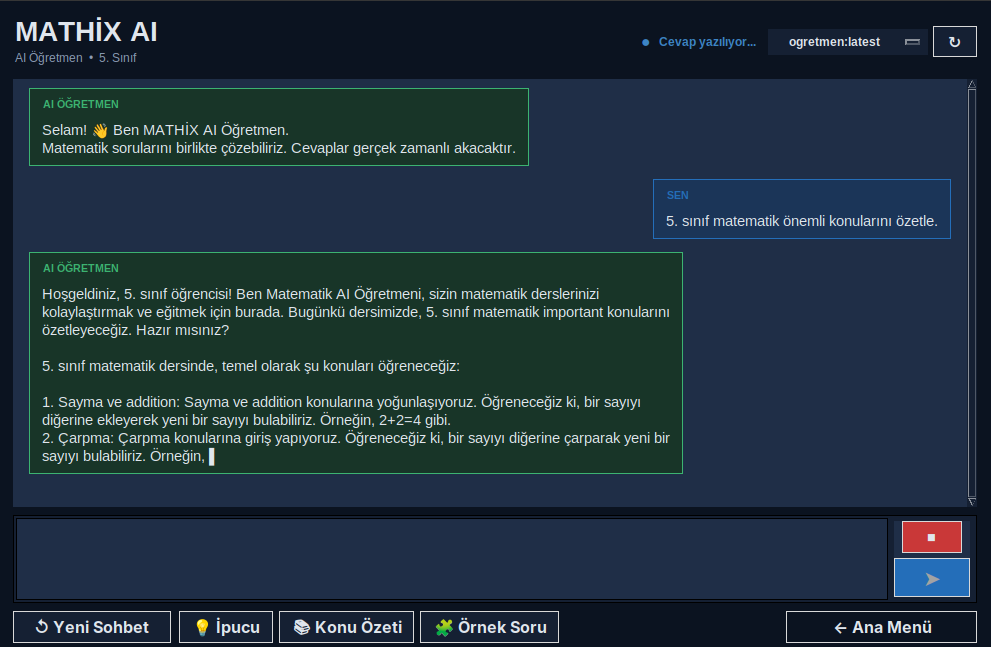 MATHİX AI
AI Öğretmen • 5. Sınıf
● Cevap yazılıyor...
ogretmen:latest
↻
AI ÖĞRETMEN
Selam! 👋 Ben MATHİX AI Öğretmen.
Matematik sorularını birlikte çözebiliriz. Cevaplar gerçek zamanlı akacaktır.
SEN
5. sınıf matematik önemli konularını özetle.
AI ÖĞRETMEN
Hoşgeldiniz, 5. sınıf öğrencisi! Ben Matematik AI Öğretmeni, sizin matematik derslerinizi
kolaylaştırmak ve eğitmek için burada. Bugünkü dersimizde, 5. sınıf matematik important konularını
özetleyeceğiz. Hazır mısınız?
5. sınıf matematik dersinde, temel olarak şu konuları öğreneceğiz:
1. Sayma ve addition: Sayma ve addition konularına yoğunlaşıyoruz. Öğreneceğiz ki, bir sayıyı
diğerine ekleyerek yeni bir sayıyı bulabiliriz. Örneğin, 2+2=4 gibi.
2. Çarpma: Çarpma konularına giriş yapıyoruz. Öğreneceğiz ki, bir sayıyı diğerine çarparak yeni bir
sayıyı bulabiliriz. Örneğin, ▌
■
➤
↺ Yeni Sohbet
💡 İpucu
📚 Konu Özeti
🧩 Örnek Soru
← Ana Menü